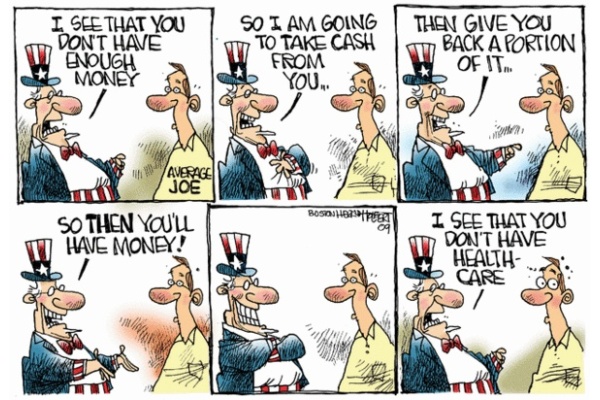 I SEE THAT YOU
DON'T HAVE
ENOUGH
MONEY
AVERAGE
JOE
SO I AM GOING
TO TAKE CASH
FROM
YOU...
THEN GIVE YOU
BACK A PORTION
OF IT...
SO THEN YOU'LL
HAVE MONEY!
BOSTON HERALD
09
I SEE THAT YOU
DON'T HAVE
HEALTH-
CARE